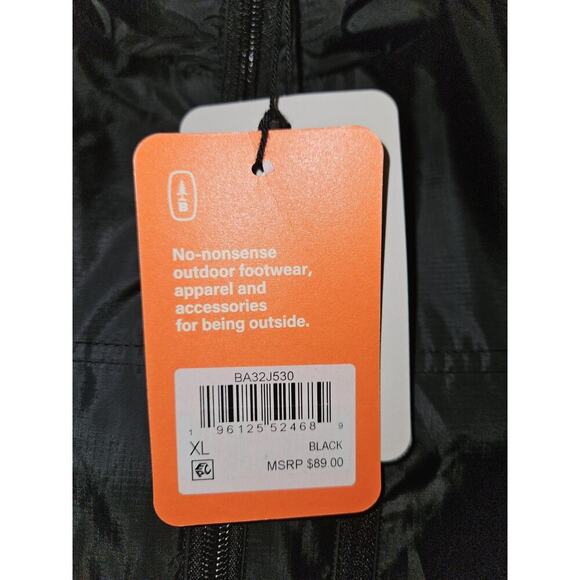 B
No-nonsense
outdoor footwear,
apparel and
accessories
for being outside.
BA32J530
1 96125 52468 9
XL BLACK
MSRP $89.00